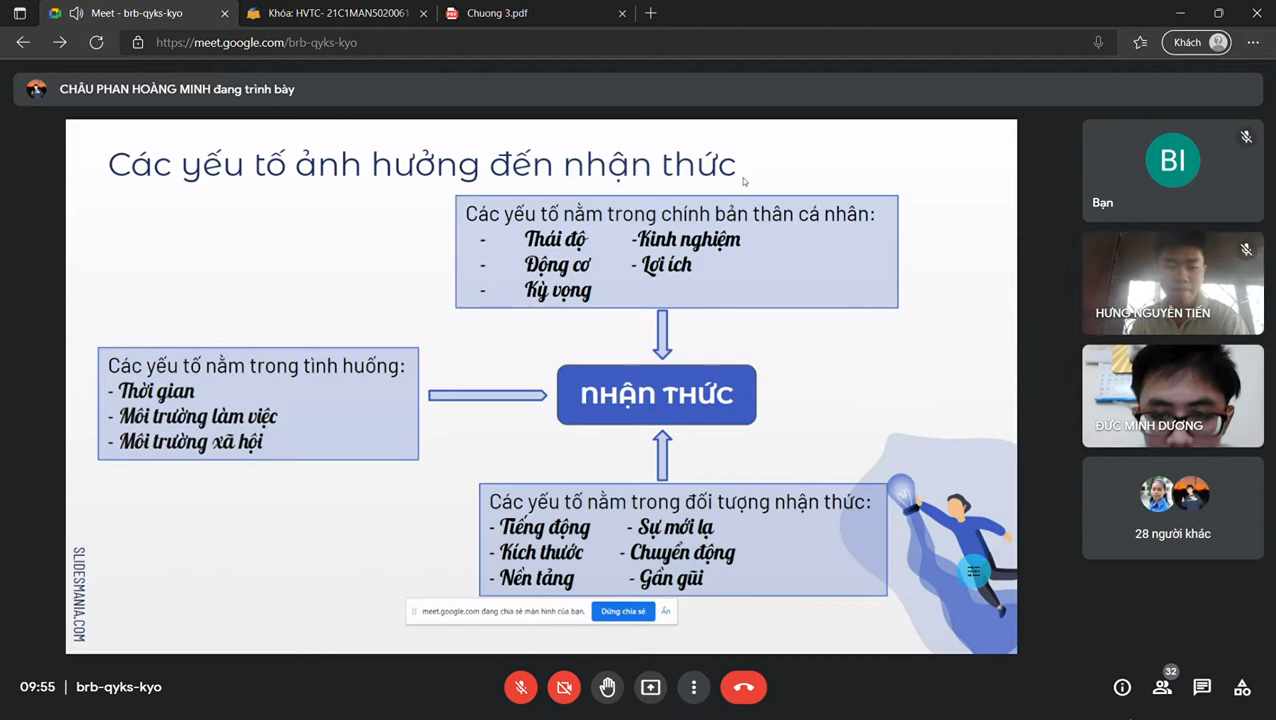 Meet - brb-qyks-kyo
Khóa: HVTC- 21C1MAN5020061
Chuong 3.pdf
https://meet.google.com/brb-qyks-kyo
Khách
CHÂU PHAN HOÀNG MINH đang trình bày
Các yếu tố ảnh hưởng đến nhận thức
Các yếu tố nằm trong chính bản thân cá nhân:
- Thái độ -Kinh nghiệm
- Động cơ - Lợi ích
- Kỳ vọng
Các yếu tố nằm trong tình huống:
- Thời gian
- Môi trường làm việc
- Môi trường xã hội
NHẬN THỨC
Các yếu tố nằm trong đối tượng nhận thức:
- Tiếng động - Sự mới lạ
- Kích thước - Chuyển động
- Nền tảng - Gần gũi
SLIDESMANIA.COM
meet.google.com đang chia sẻ màn hình của bạn. Dừng chia sẻ Ẩn
BI
Bạn
HƯNG NGUYỄN TIẾN
ĐỨC MINH DƯƠNG
28 người khác
09:55 | brb-qyks-kyo
32